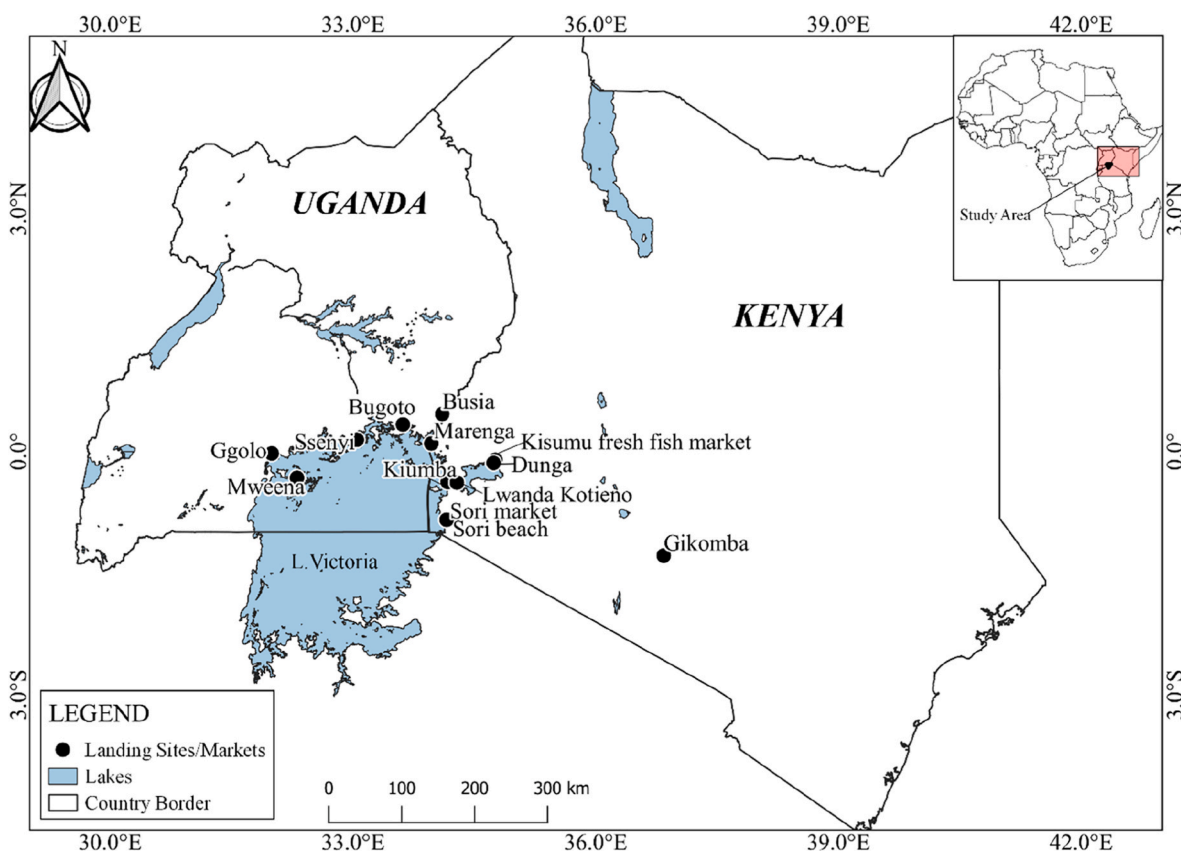 30.0°E 33.0°E 36.0°E 39.0°E 42.0°E
N
3.0°N
3.0°N
Study Area
UGANDA
KENYA
Bugoto
Busia
Ssenyi
Marenga
Ggolo
Kisumu fresh fish market
0.0°
0.0°
Kiumba
Dunga
Mweena
Lwanda Kotieno
Sori market
Sori beach
Gikomba
L.Victoria
3.0°S
3.0°S
LEGEND
Landing Sites/Markets
Lakes
Country Border
0 100 200 300 km
30.0°E 33.0°E 36.0°E 39.0°E 42.0°E